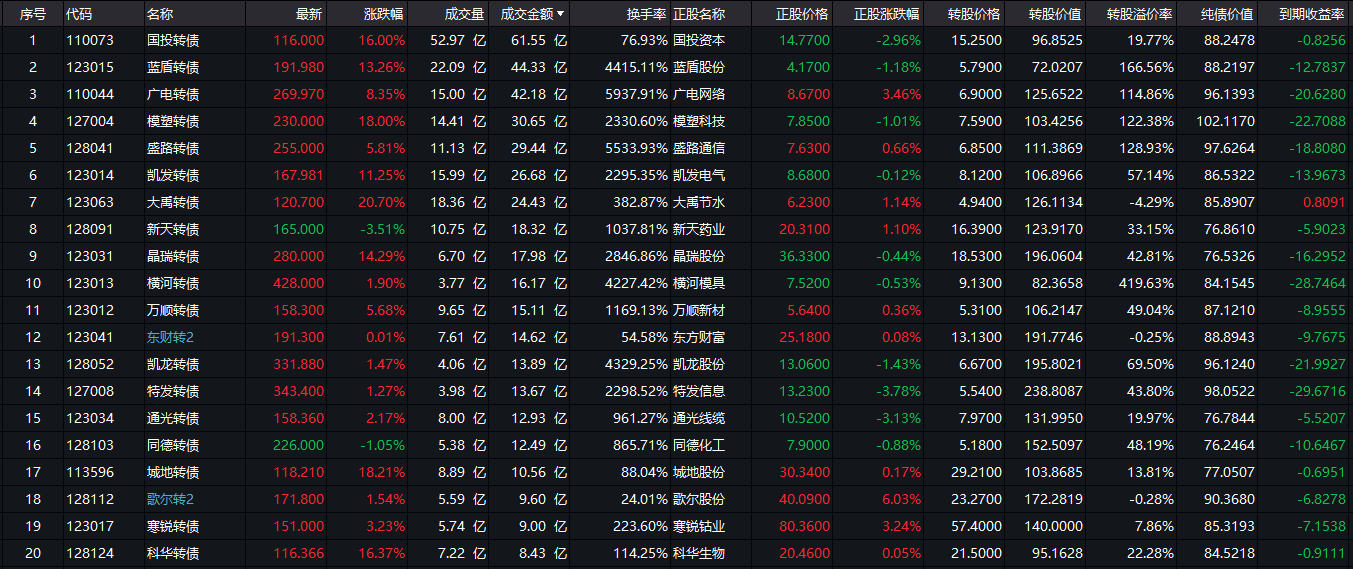 序号 代码 名称 最新 涨跌幅 成交量 成交金额▼ 换手率 正股名称 正股价格 正股涨跌幅 转股价格 转股价值 转股溢价率 纯债价值 到期收益率
1 110073 国投转债 116.000 16.00% 52.97 亿 61.55 亿 76.93% 国投资本 14.7700 -2.96% 15.2500 96.8525 19.77% 88.2478 -0.8256
2 123015 蓝盾转债 191.980 13.26% 22.09 亿 44.33 亿 4415.11% 蓝盾股份 4.1700 -1.18% 5.7900 72.0207 166.56% 88.2197 -12.7837
3 110044 广电转债 269.970 8.35% 15.00 亿 42.18 亿 5937.91% 广电网络 8.6700 3.46% 6.9000 125.6522 114.86% 96.1393 -20.6280
4 127004 模塑转债 230.000 18.00% 14.41 亿 30.65 亿 2330.60% 模塑科技 7.8500 -1.01% 7.5900 103.4256 122.38% 102.1170 -22.7088
5 128041 盛路转债 255.000 5.81% 11.13 亿 29.44 亿 5533.93% 盛路通信 7.6300 0.66% 6.8500 111.3869 128.93% 97.6264 -18.8080
6 123014 凯发转债 167.981 11.25% 15.99 亿 26.68 亿 2295.35% 凯发电气 8.6800 -0.12% 8.1200 106.8966 57.14% 86.5322 -13.9673
7 123063 大禹转债 120.700 20.70% 18.36 亿 24.43 亿 382.87% 大禹节水 6.2300 1.14% 4.9400 126.1134 -4.29% 85.8907 0.8091
8 128091 新天转债 165.000 -3.51% 10.75 亿 18.32 亿 1037.81% 新天药业 20.3100 1.10% 16.3900 123.9170 33.15% 76.8610 -5.9023
9 123031 晶瑞转债 280.000 14.29% 6.70 亿 17.98 亿 2846.86% 晶瑞股份 36.3300 -0.44% 18.5300 196.0604 42.81% 76.5326 -16.2952
10 123013 横河转债 428.000 1.90% 3.77 亿 16.17 亿 4227.42% 横河模具 7.5200 -0.53% 9.1300 82.3658 419.63% 84.1545 -28.7464
11 123012 万顺转债 158.300 5.68% 9.65 亿 15.11 亿 1169.13% 万顺新材 5.6400 0.36% 5.3100 106.2147 49.04% 87.1210 -8.9555
12 123041 东财转2 191.300 0.01% 7.61 亿 14.62 亿 54.58% 东方财富 25.1800 0.08% 13.1300 191.7746 -0.25% 88.8943 -9.7675
13 128052 凯龙转债 331.880 1.47% 4.06 亿 13.89 亿 4329.25% 凯龙股份 13.0600 -1.43% 6.6700 195.8021 69.50% 96.1240 -21.9927
14 127008 特发转债 343.400 1.27% 3.98 亿 13.67 亿 2298.52% 特发信息 13.2300 -3.78% 5.5400 238.8087 43.80% 98.0522 -29.6716
15 123034 通光转债 158.360 2.17% 8.00 亿 12.93 亿 961.27% 通光线缆 10.5200 -3.13% 7.9700 131.9950 19.97% 76.7844 -5.5207
16 128103 同德转债 226.000 -1.05% 5.38 亿 12.49 亿 865.71% 同德化工 7.9000 -0.88% 5.1800 152.5097 48.19% 76.2464 -10.6467
17 113596 城地转债 118.210 18.21% 8.89 亿 10.56 亿 88.04% 城地股份 30.3400 0.17% 29.2100 103.8685 13.81% 77.0507 -0.6951
18 128112 歌尔转2 171.800 1.54% 5.59 亿 9.60 亿 24.01% 歌尔股份 40.0900 6.03% 23.2700 172.2819 -0.28% 90.3680 -6.8278
19 123017 寒锐转债 151.000 3.23% 5.74 亿 9.00 亿 223.60% 寒锐钴业 80.3600 3.24% 57.4000 140.0000 7.86% 85.3193 -7.1538
20 128124 科华转债 116.366 16.37% 7.22 亿 8.43 亿 114.25% 科华生物 20.4600 0.05% 21.5000 95.1628 22.28% 84.5218 -0.9111